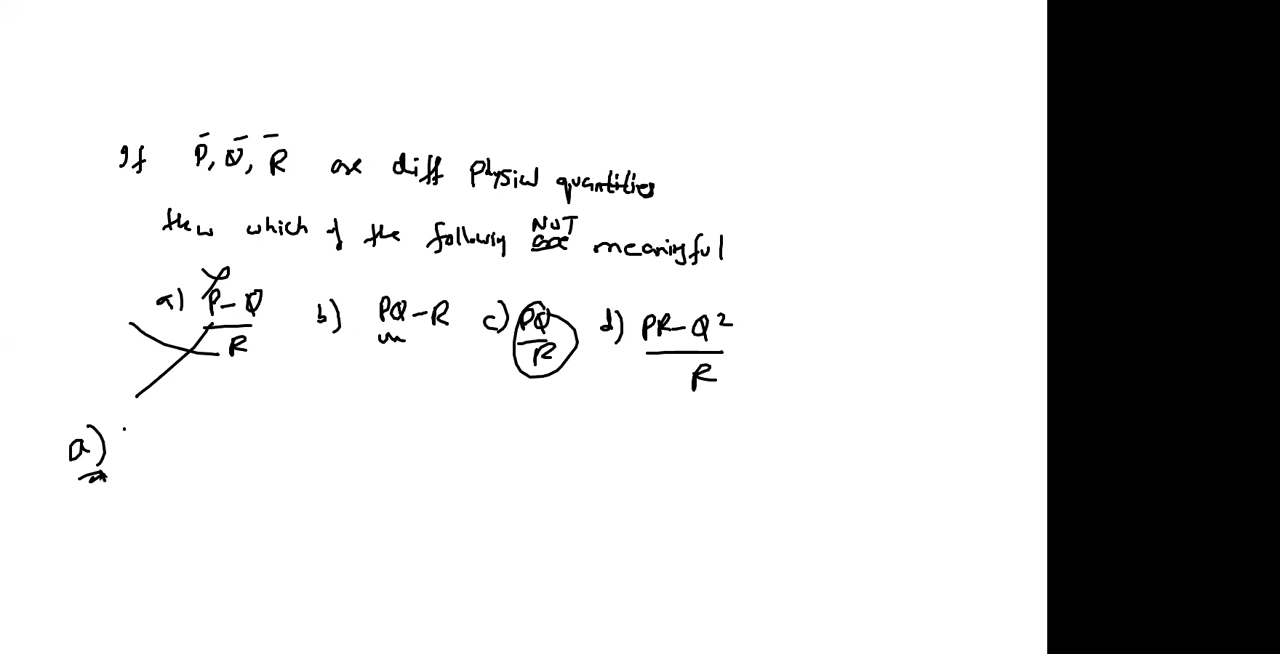 If P̄, Q̄, R̄ are diff physical quantities
then which of the following NOT are meaningful
a) P-Q/R b) PQ-R c) PQ/R d) PR-Q²/R
a)